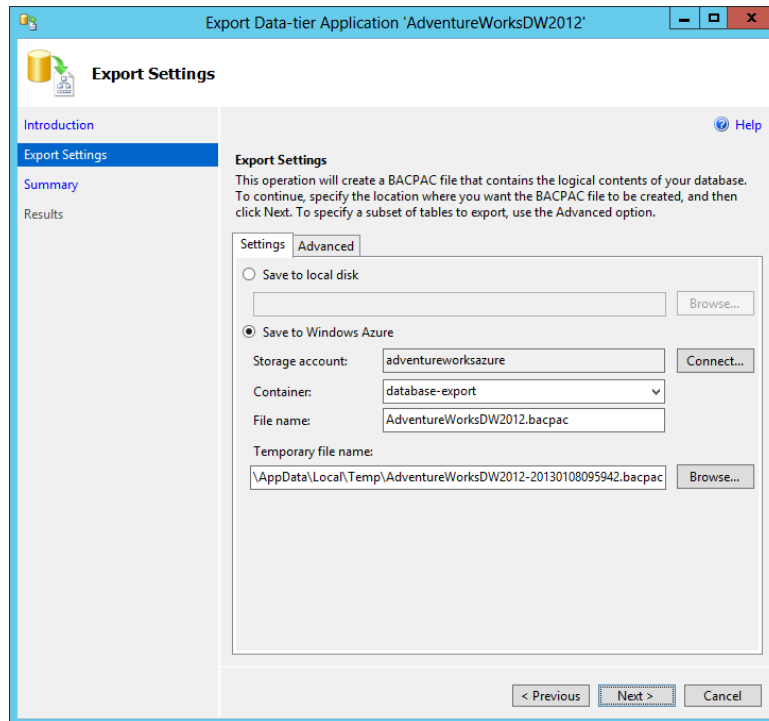 Export Data-tier Application 'AdventureWorksDW2012'
x
Export Settings
Introduction
Export Settings
Summary
Results
Help
Export Settings
This operation will create a BACPAC file that contains the logical contents of your database.
To continue, specify the location where you want the BACPAC file to be created, and then
click Next. To specify a subset of tables to export, use the Advanced option.
Settings
Advanced
Save to local disk
Browse...
Save to Windows Azure
Storage account:
adventureworksazure
Connect...
Container:
database-export
File name:
AdventureWorksDW2012.bacpac
Temporary file name:
\AppData\Local\Temp\AdventureWorksDW2012-20130108095942.bacpac
Browse...
< Previous
Next >
Cancel